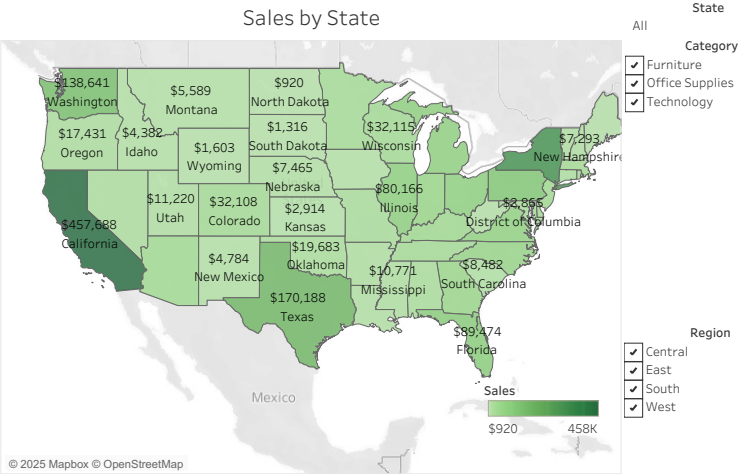 Sales by State
State
All
Category
Furniture
Office Supplies
Technology
$138,641
Washington
$5,589
Montana
$920
North Dakota
$17,431
Oregon
$4,382
Idaho
$1,316
South Dakota
$32,115
Wisconsin
$7,293
New Hampshire
$1,603
Wyoming
$7,465
Nebraska
$11,220
Utah
$32,108
Colorado
$2,914
Kansas
$80,166
Illinois
$2,865
District of Columbia
$457,688
California
$4,784
New Mexico
$19,683
Oklahoma
$10,771
Mississippi
$8,482
South Carolina
$170,188
Texas
$89,474
Florida
Mexico
Sales
$920 458K
Region
Central
East
South
West
© 2025 Mapbox © OpenStreetMap